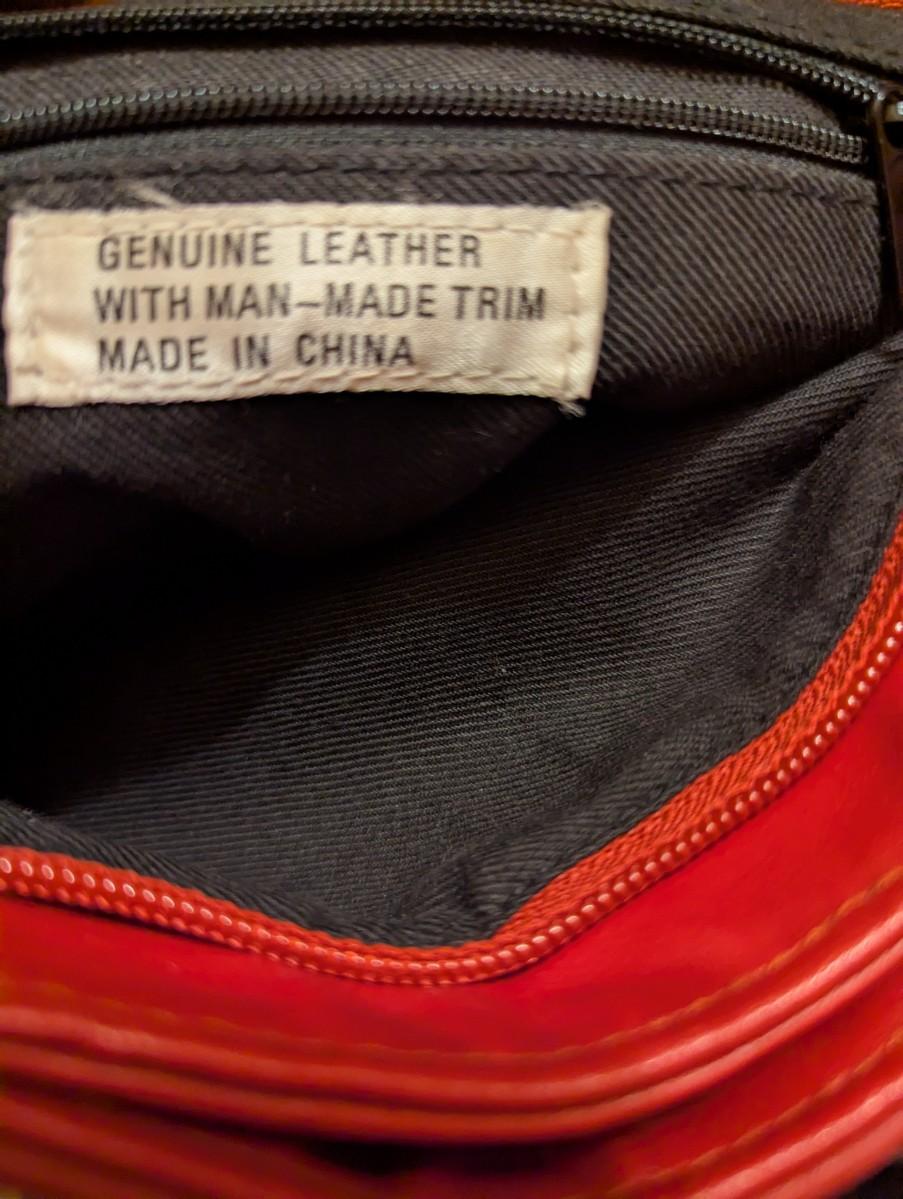 GENUINE LEATHER
WITH MAN-MADE TRIM
MADE IN CHINA